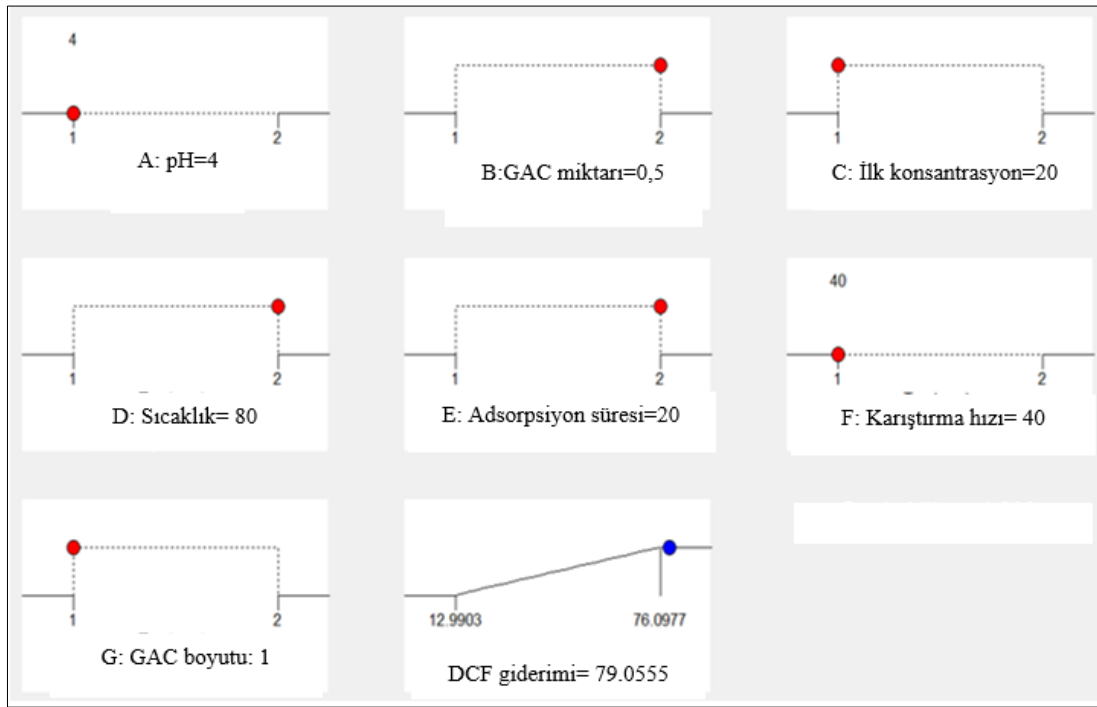 4
1 2
A: pH=4
1 2
B:GAC miktarı=0,5
1 2
C: İlk konsantrasyon=20
1 2
D: Sıcaklık= 80
1 2
E: Adsorpsiyon süresi=20
40
1 2
F: Karıştırma hızı= 40
1 2
G: GAC boyutu: 1
12.9903 76.0977
DCF giderimi= 79.0555